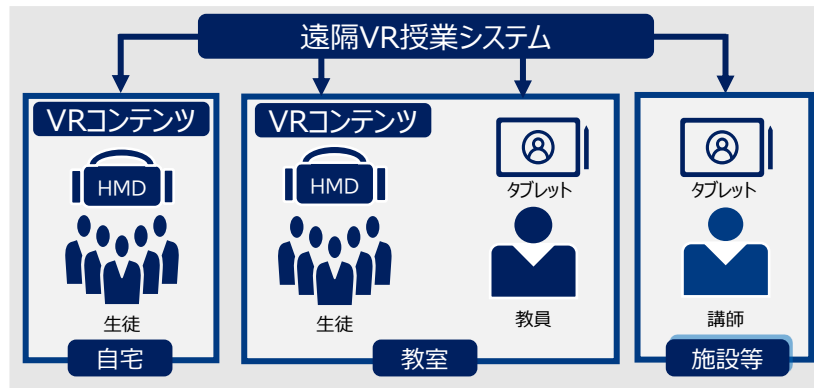 遠隔VR授業システム
VRコンテンツ
HMD
生徒
自宅
VRコンテンツ
HMD
生徒
タブレット
教員
教室
タブレット
講師
施設等